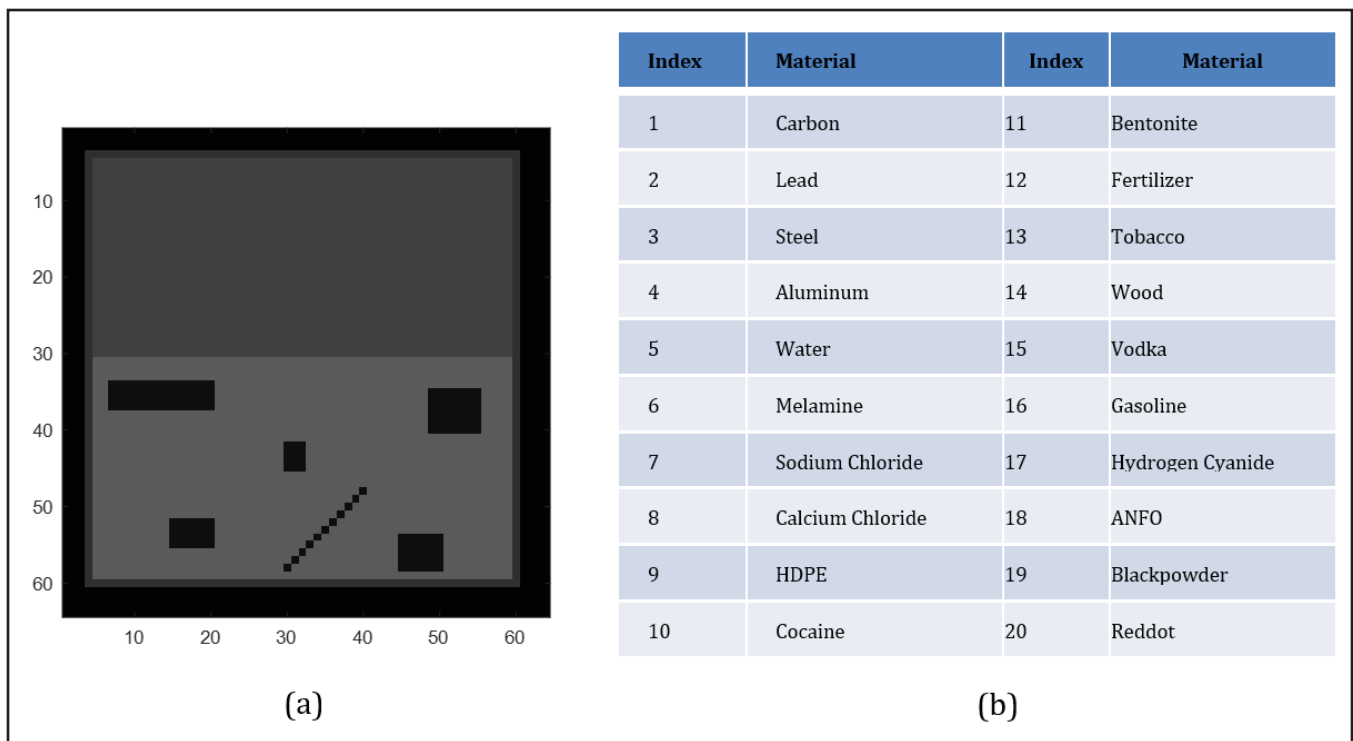 10
20
30
40
50
60
10 20 30 40 50 60
(a)
Index Material Index Material
1 Carbon 11 Bentonite
2 Lead 12 Fertilizer
3 Steel 13 Tobacco
4 Aluminum 14 Wood
5 Water 15 Vodka
6 Melamine 16 Gasoline
7 Sodium Chloride 17 Hydrogen Cyanide
8 Calcium Chloride 18 ANFO
9 HDPE 19 Blackpowder
10 Cocaine 20 Reddot
(b)